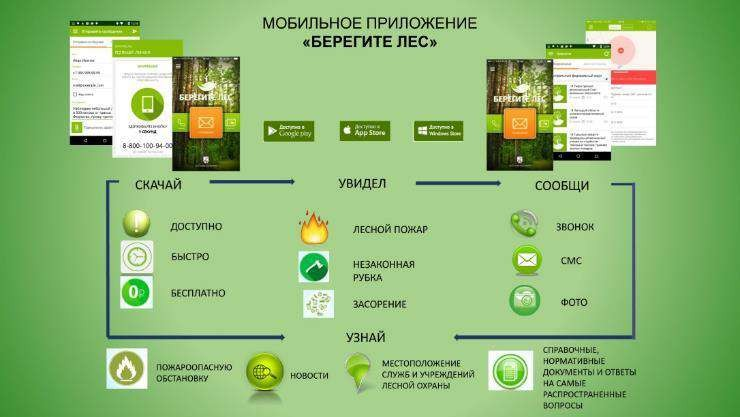 МОБИЛЬНОЕ ПРИЛОЖЕНИЕ
«БЕРЕГИТЕ ЛЕС»
БЕРЕГИТЕ ЛЕС
8-800-100-94-00
Доступно в
Google play
Доступно в
App Store
Доступно в
Windows Store
БЕРЕГИТЕ ЛЕС
СКАЧАЙ
УВИДЕЛ
СООБЩИ
ДОСТУПНО
ЛЕСНОЙ ПОЖАР
ЗВОНОК
БЫСТРО
НЕЗАКОННАЯ
РУБКА
СМС
БЕСПЛАТНО
ЗАСОРЕНИЕ
ФОТО
УЗНАЙ
ПОЖАРООПАСНУЮ
ОБСТАНОВКУ
НОВОСТИ
МЕСТОПОЛОЖЕНИЕ
СЛУЖБ И УЧРЕЖДЕНИЙ
ЛЕСНОЙ ОХРАНЫ
СПРАВОЧНЫЕ,
НОРМАТИВНЫЕ
ДОКУМЕНТЫ И ОТВЕТЫ
НА САМЫЕ
РАСПРОСТРАНЕННЫЕ
ВОПРОСЫ